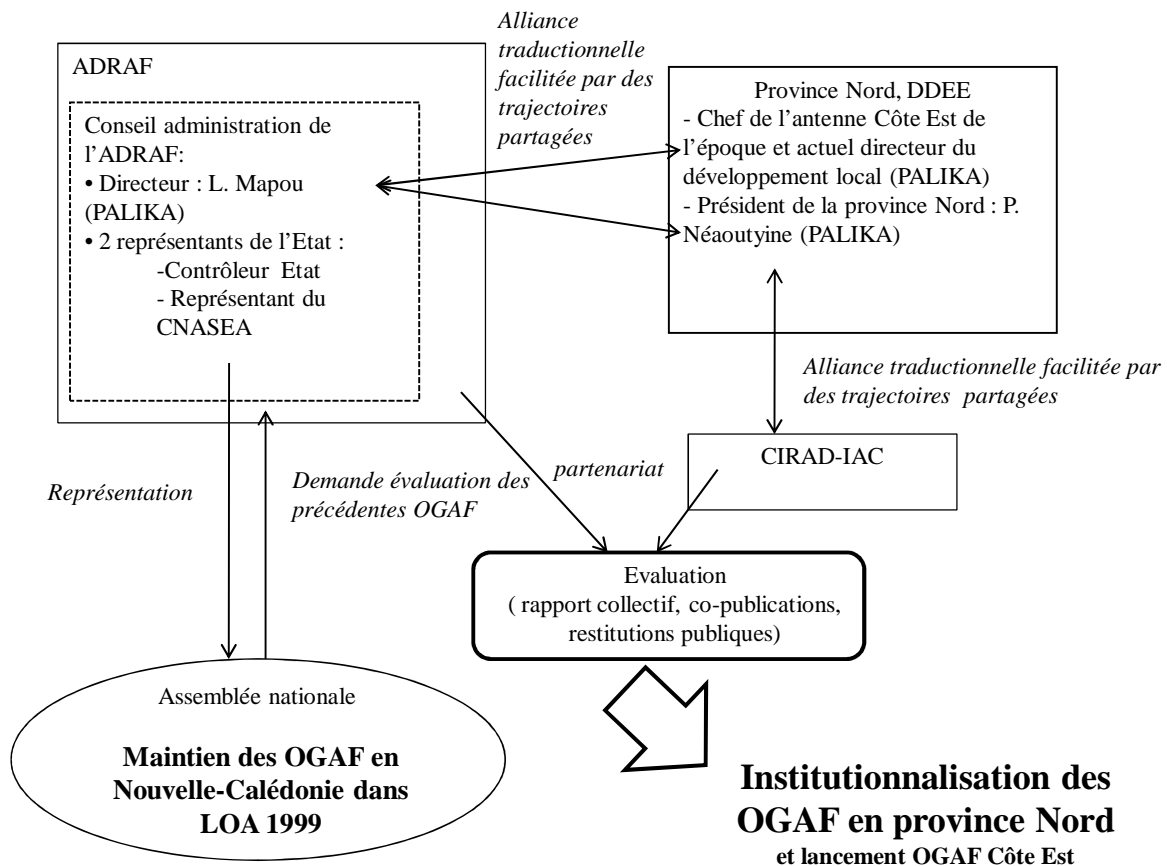 Alliance
traductionnelle
facilitée par des
trajectoires
partagées
ADRAF
Conseil administration de
l’ADRAF:
• Directeur : L. Mapou
(PALIKA)
• 2 représentants de l’Etat :
-Contrôleur Etat
- Représentant du
CNASEA
Province Nord, DDEE
- Chef de l’antenne Côte Est de
l’époque et actuel directeur du
développement local (PALIKA)
- Président de la province Nord : P.
Néaoutyine (PALIKA)
Alliance traductionnelle facilitée par
des trajectoires partagées
CIRAD-IAC
Représentation
Demande évaluation des
précédentes OGAF
partenariat
Evaluation
( rapport collectif, co-publications,
restitutions publiques)
Assemblée nationale
Maintien des OGAF en
Nouvelle-Calédonie dans
LOA 1999
Institutionnalisation des
OGAF en province Nord
et lancement OGAF Côte Est